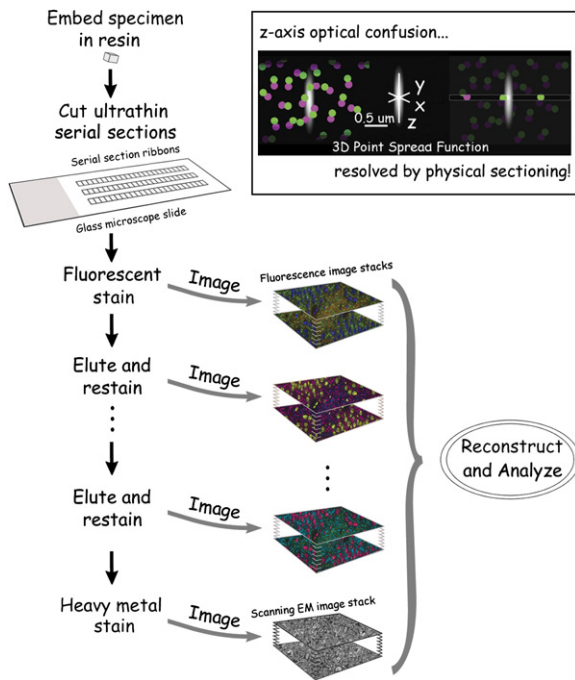 Embed specimen
in resin
Cut ultrathin
serial sections
Serial section ribbons
Glass microscope slide
z-axis optical confusion...
y
x
z
0.5 um
3D Point Spread Function
resolved by physical sectioning!
Fluorescent
stain
Image
Fluorescence image stacks
Elute and
restain
Image
Elute and
restain
Image
Heavy metal
stain
Image
Scanning EM image stack
Reconstruct
and Analyze